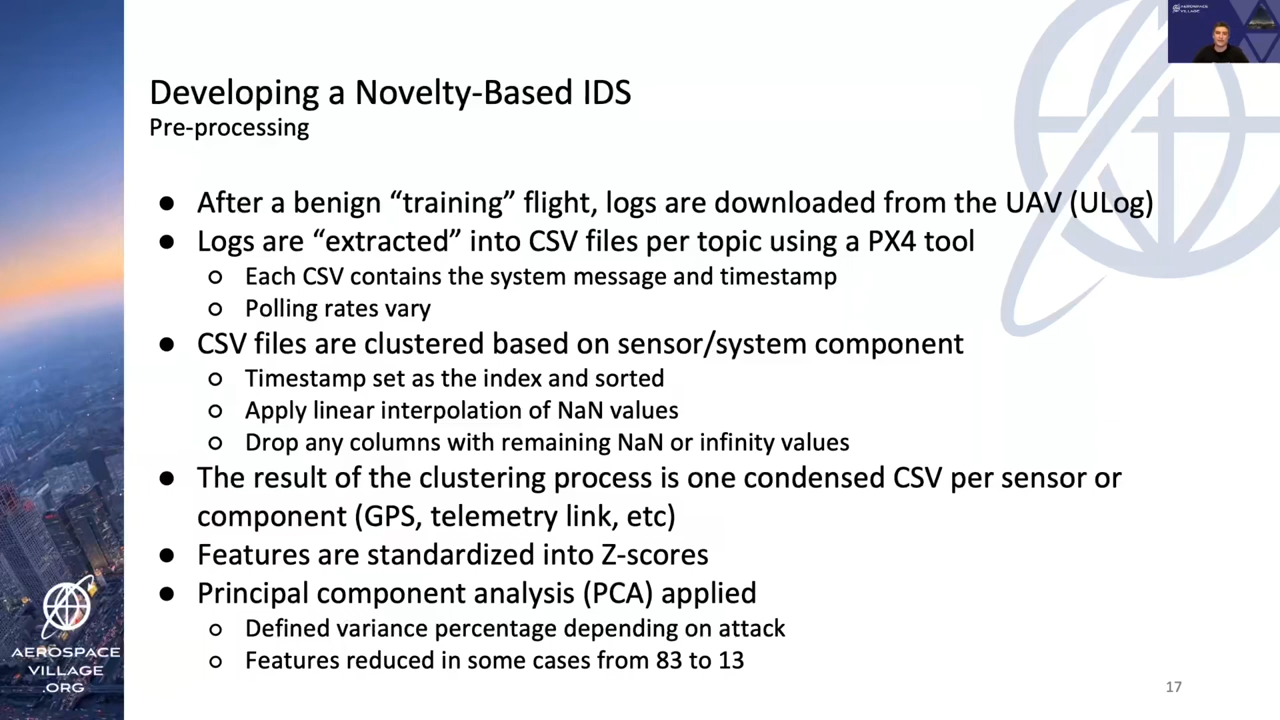 AEROSPACE
VILLAGE
Developing a Novelty-Based IDS
Pre-processing
● After a benign “training” flight, logs are downloaded from the UAV (ULog)
● Logs are “extracted” into CSV files per topic using a PX4 tool
○ Each CSV contains the system message and timestamp
○ Polling rates vary
● CSV files are clustered based on sensor/system component
○ Timestamp set as the index and sorted
○ Apply linear interpolation of NaN values
○ Drop any columns with remaining NaN or infinity values
● The result of the clustering process is one condensed CSV per sensor or
component (GPS, telemetry link, etc)
● Features are standardized into Z-scores
● Principal component analysis (PCA) applied
○ Defined variance percentage depending on attack
○ Features reduced in some cases from 83 to 13
AEROSPACE
VILLAGE
.ORG
17